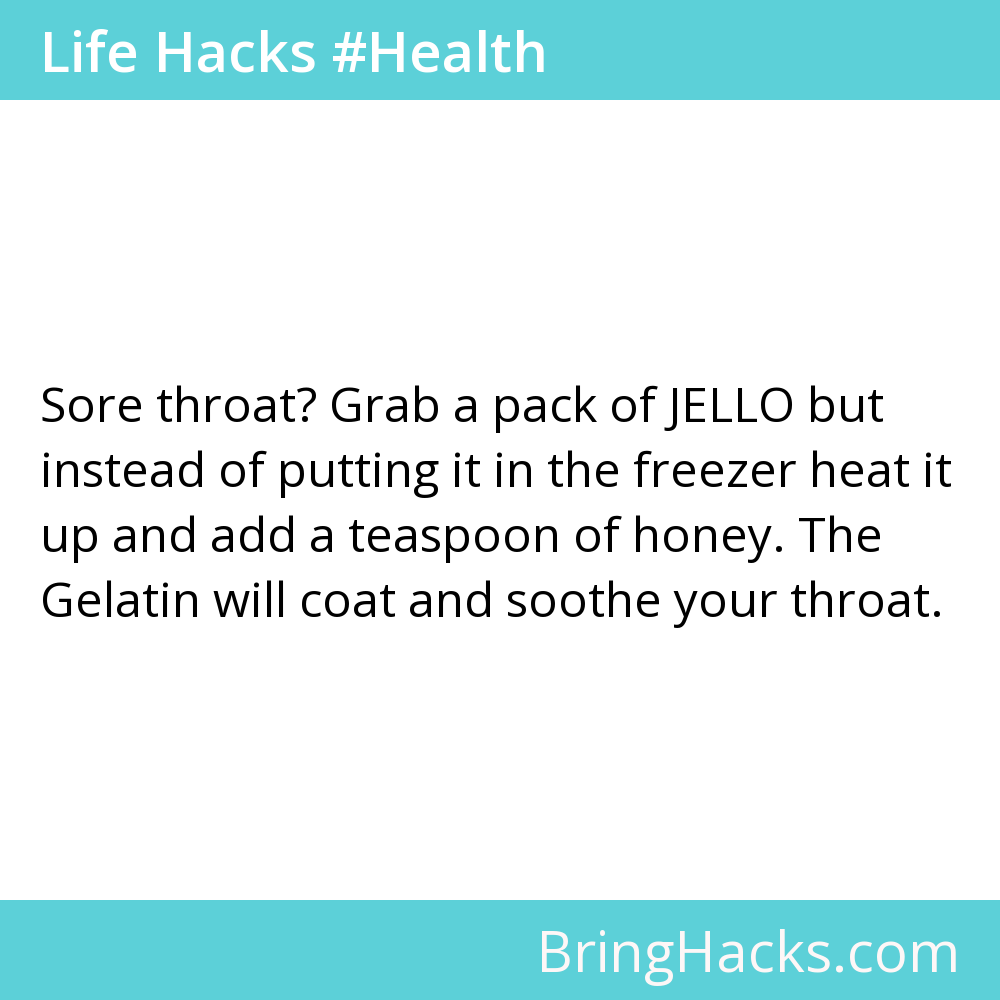 Life Hacks #Health
Sore throat? Grab a pack of JELLO but
instead of putting it in the freezer heat it
up and add a teaspoon of honey. The
Gelatin will coat and soothe your throat.
BringHacks.com